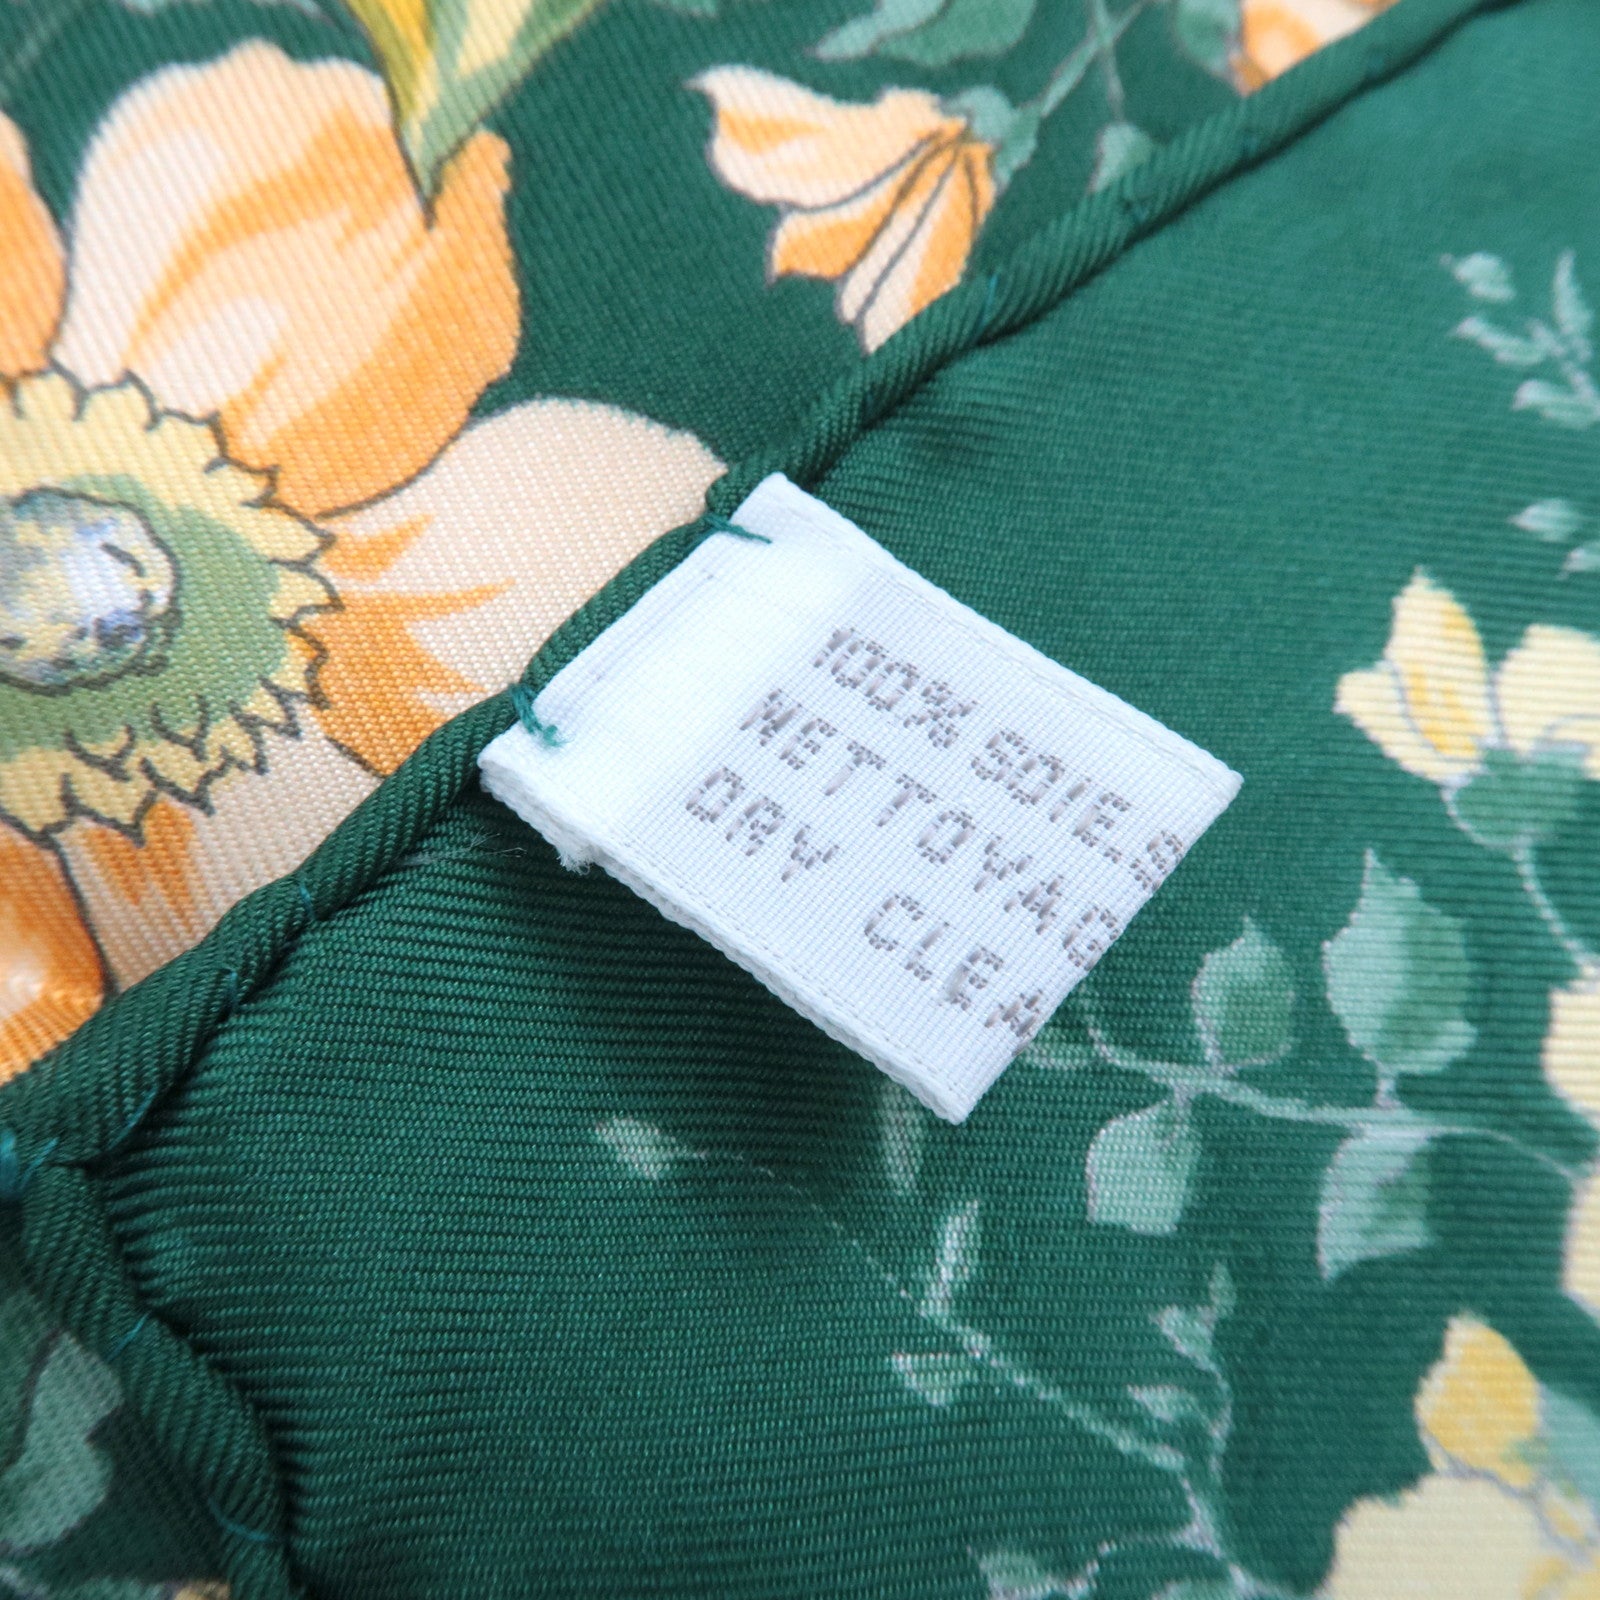 100% SOIE.S
NETTOYAG
DRY CLEA